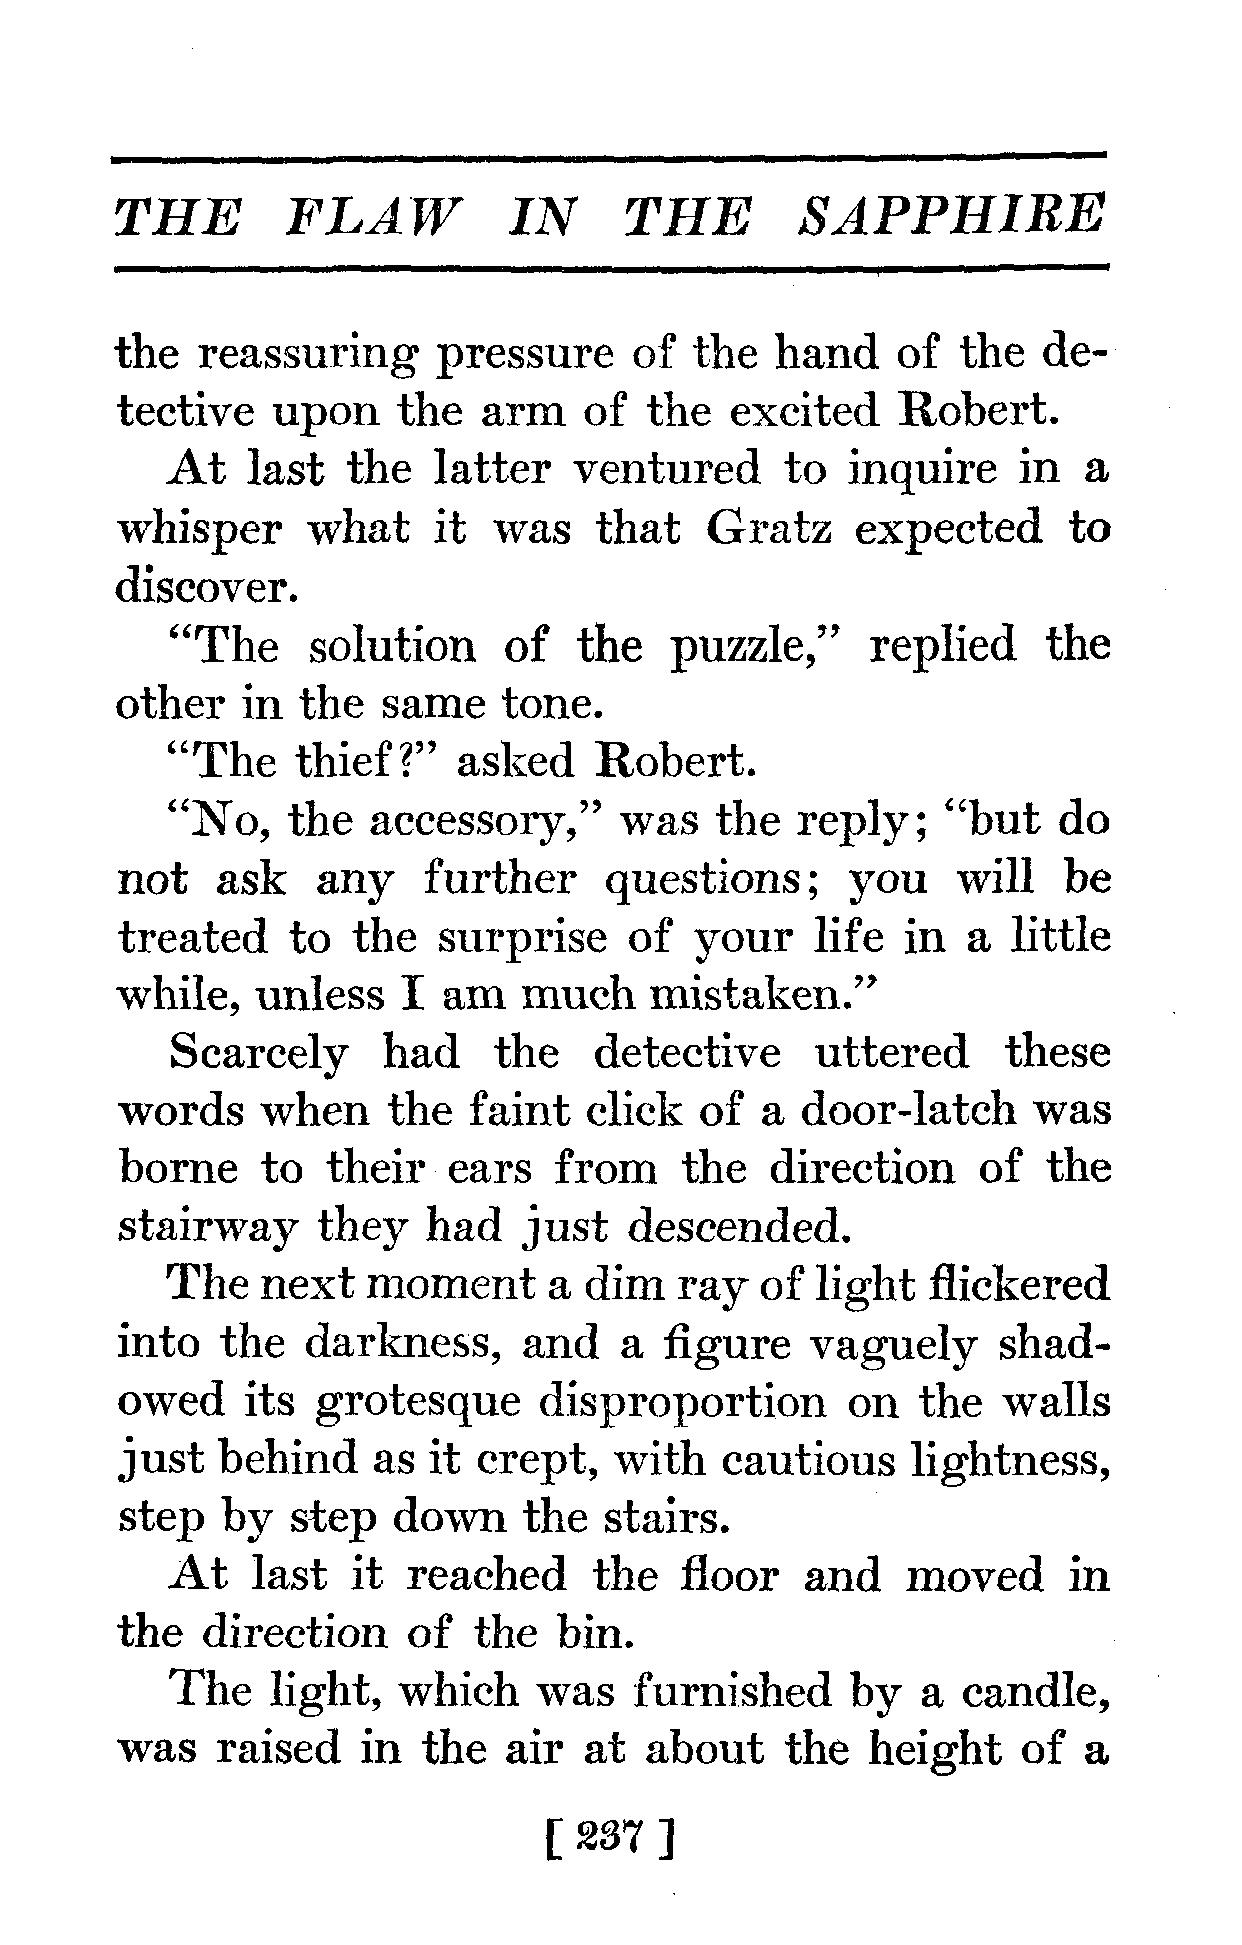 THE FLAW IN THE SAPPHIRE
the reassuring pressure of the hand of the de-
tective upon the arm of the excited Robert.
At last the latter ventured to inquire in a
whisper what it was that Gratz expected to
discover.
“The solution of the puzzle,” replied the
other in the same tone.
“The thief?” asked Robert.
“No, the accessory,” was the reply; “but do
not ask any further questions; you will be
treated to the surprise of your life in a little
while, unless I am much mistaken.”
Scarcely had the detective uttered these
words when the faint click of a door-latch was
borne to their ears from the direction of the
stairway they had just descended.
The next moment a dim ray of light flickered
into the darkness, and a figure vaguely shad-
owed its grotesque disproportion on the walls
just behind as it crept, with cautious lightness,
step by step down the stairs.
At last it reached the floor and moved in
the direction of the bin.
The light, which was furnished by a candle,
was raised in the air at about the height of a
[ 237 ]